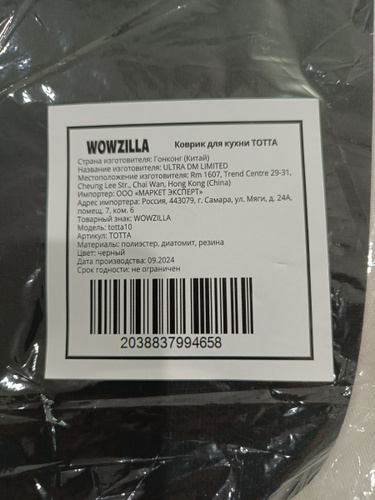 WOWZILLA Коврик для кухни TOTTA
Страна изготовителя: Гонконг (Китай)
Название изготовителя: ULTRA DM LIMITED
Местоположение изготовителя: Rm 1607, Trend Centre 29-31,
Cheung Lee Str., Chai Wan, Hong Kong (China)
Импортер: ООО «МАРКЕТ ЭКСПЕРТ»
Адрес импортера: Россия, 443079, г. Самара, ул. Мяги, д. 24А,
помещ. 7, ком. 6
Товарный знак: WOWZILLA
Модель: totta10
Артикул: TOTTA
Материалы: полиэстер, диатомит, резина
Цвет: черный
Дата производства: 09.2024
Срок годности: не ограничен
2038837994658